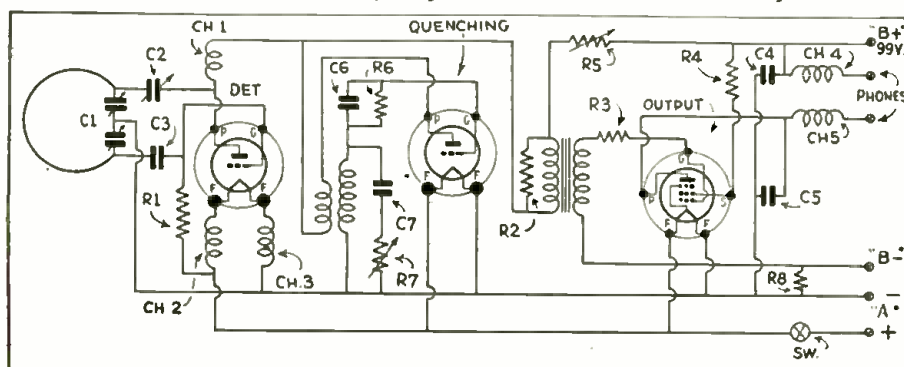 QUENCHING
CH 1
C2
C1
C3
DET
P
G
F
F
R1
CH 2
CH.3
C6
R6
P
G
F
F
C7
R7
R5
R4
C4
CH 4
"B+"
99V.
PHONES
R3
OUTPUT
CH5
R2
G
P
S
F
F
C5
"B-"
R8
-
"A"
+
SW.